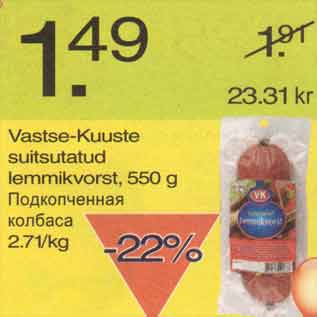 1.49
1.91
23.31 kr
Vastse-Kuuste
suitsutatud
lemmikvorst, 550 g
Подкопченная
колбаса
2.71/kg
-22%
VK
lemmikvorst